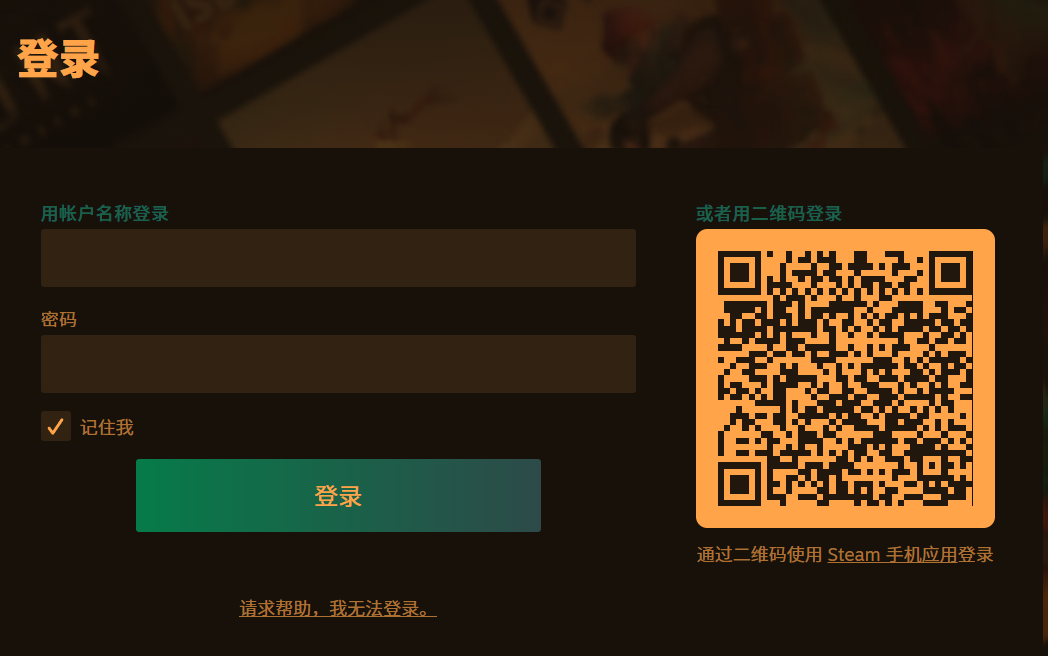 登录
用帐户名称登录
或者用二维码登录
密码
记住我
登录
通过二维码使用 Steam 手机应用登录
请求帮助，我无法登录。